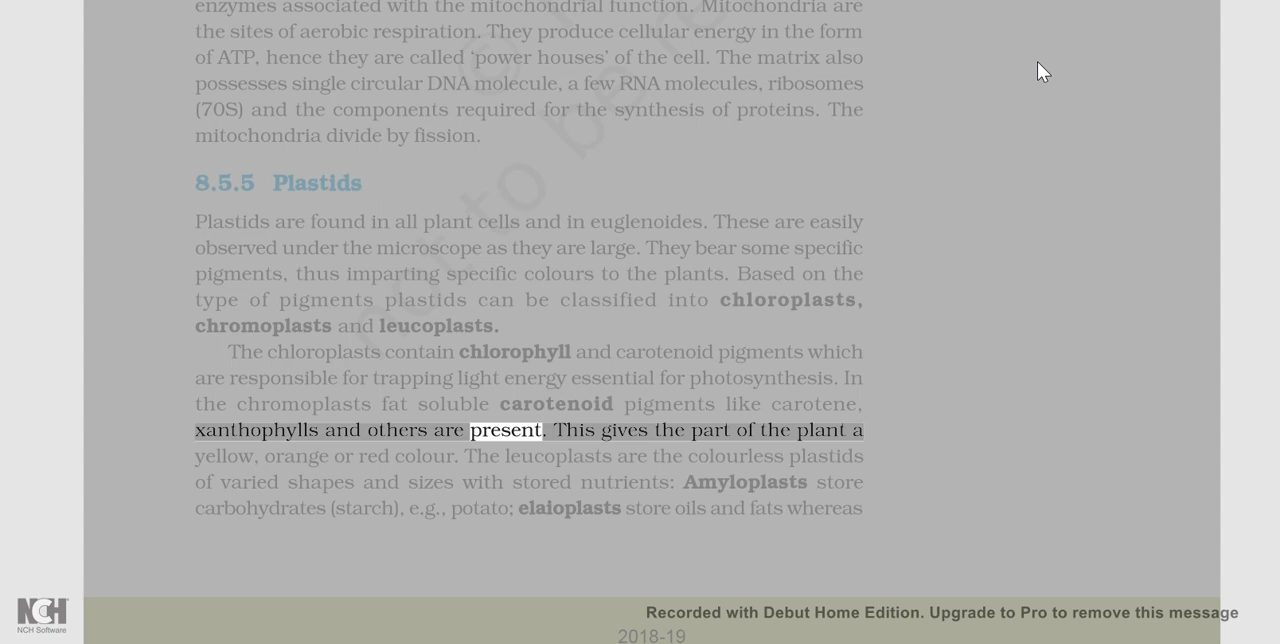 enzymes associated with the mitochondrial function. Mitochondria are
the sites of aerobic respiration. They produce cellular energy in the form
of ATP, hence they are called 'power houses' of the cell. The matrix also
possesses single circular DNA molecule, a few RNA molecules, ribosomes
(70S) and the components required for the synthesis of proteins. The
mitochondria divide by fission.
8.5.5 Plastids
Plastids are found in all plant cells and in euglenoides. These are easily
observed under the microscope as they are large. They bear some specific
pigments, thus imparting specific colours to the plants. Based on the
type of pigments plastids can be classified into chloroplasts,
chromoplasts and leucoplasts.
The chloroplasts contain chlorophyll and carotenoid pigments which
are responsible for trapping light energy essential for photosynthesis. In
the chromoplasts fat soluble carotenoid pigments like carotene,
xanthophylls and others are present. This gives the part of the plant a
yellow, orange or red colour. The leucoplasts are the colourless plastids
of varied shapes and sizes with stored nutrients: Amyloplasts store
carbohydrates (starch), e.g., potato; elaioplasts store oils and fats whereas
© not to be re
NCH
NCH Software
Recorded with Debut Home Edition. Upgrade to Pro to remove this message
2018-19